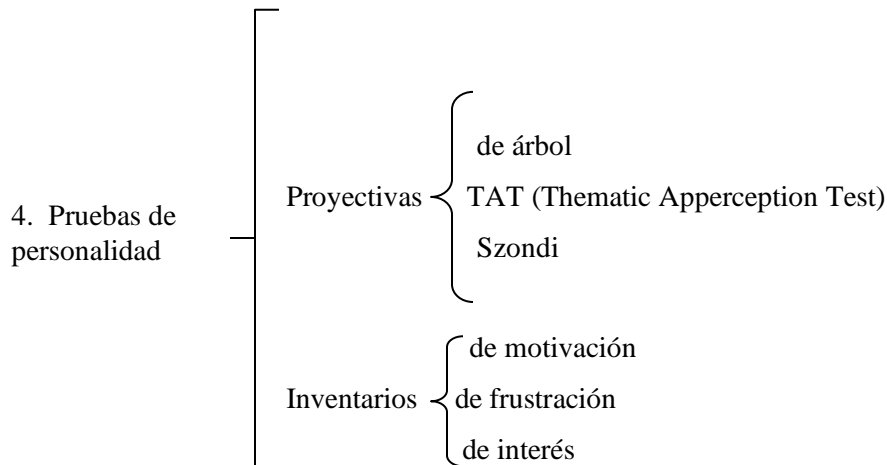 4. Pruebas de
personalidad
Proyectivas
de árbol
TAT (Thematic Apperception Test)
Szondi
Inventarios
de motivación
de frustración
de interés